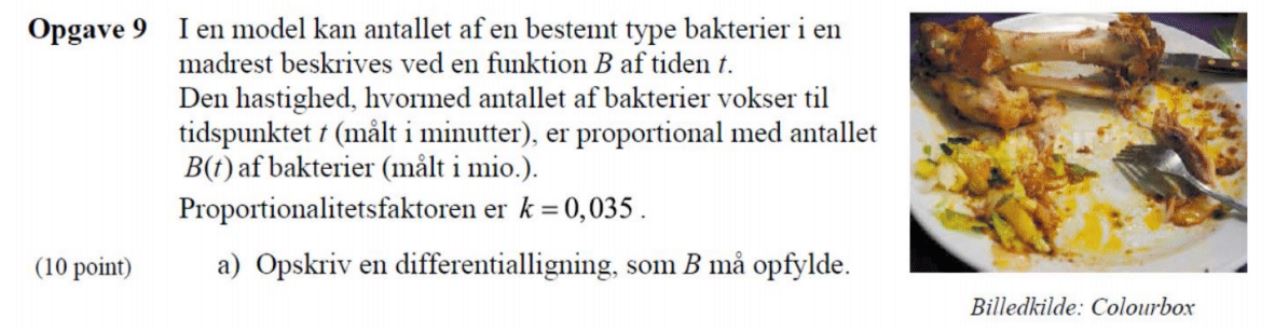 Opgave 9 I en model kan antallet af en bestemt type bakterier i en
madrest beskrives ved en funktion B af tiden t.
Den hastighed, hvormed antallet af bakterier vokser til
tidspunktet t (målt i minutter), er proportional med antallet
B(t) af bakterier (målt i mio.).
Proportionalitetsfaktoren er k = 0,035 .
(10 point) a) Opskriv en differentialligning, som B må opfylde.
Billedkilde: Colourbox